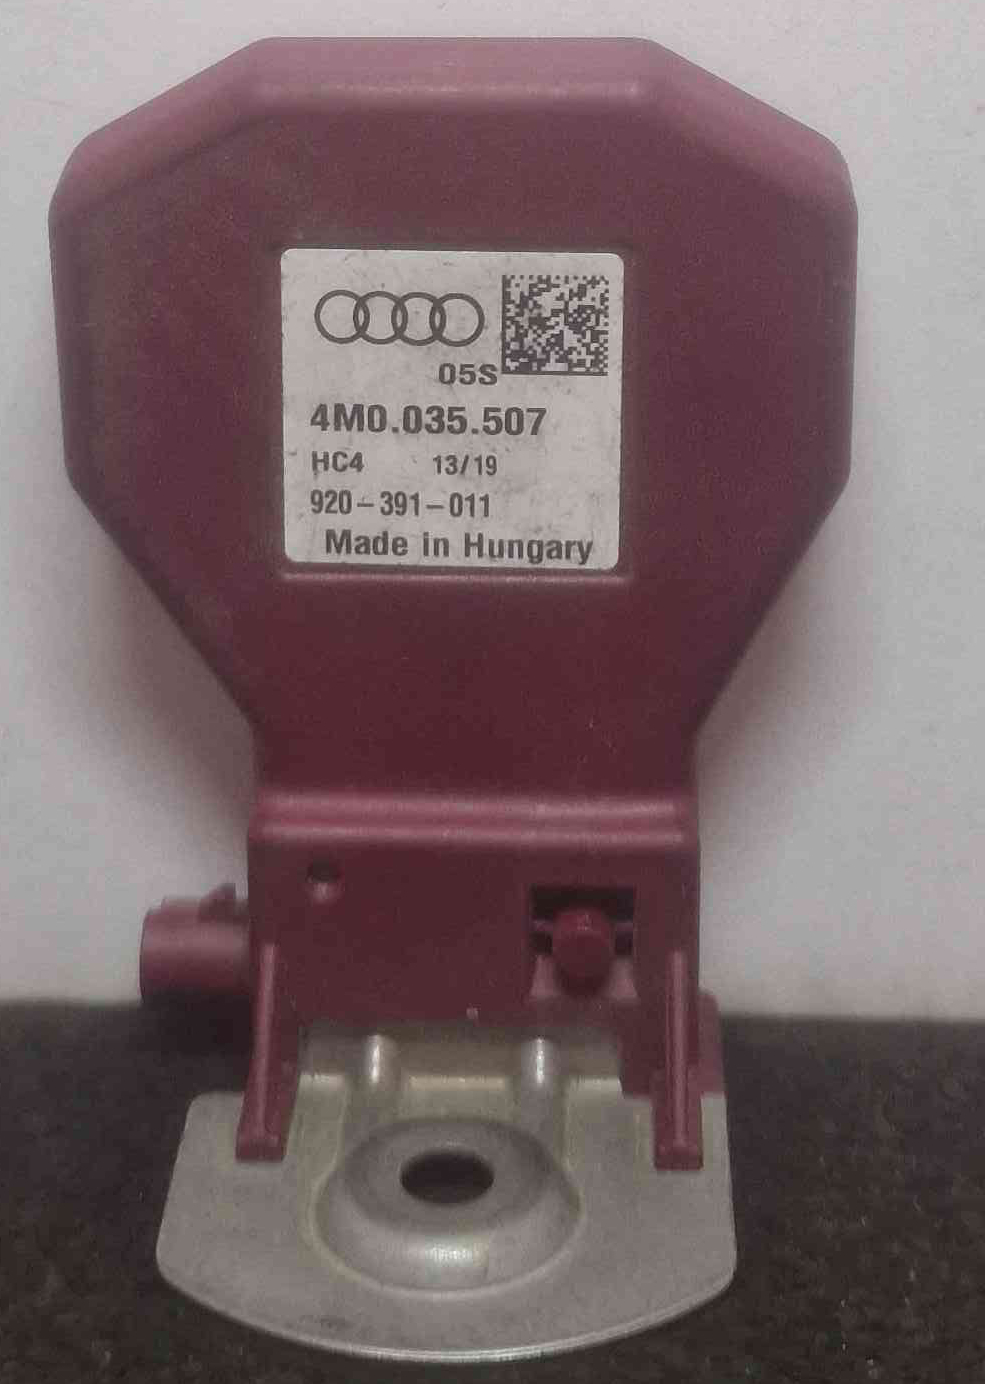 05S
4M0.035.507
HC4 13/19
920-391-011
Made in Hungary